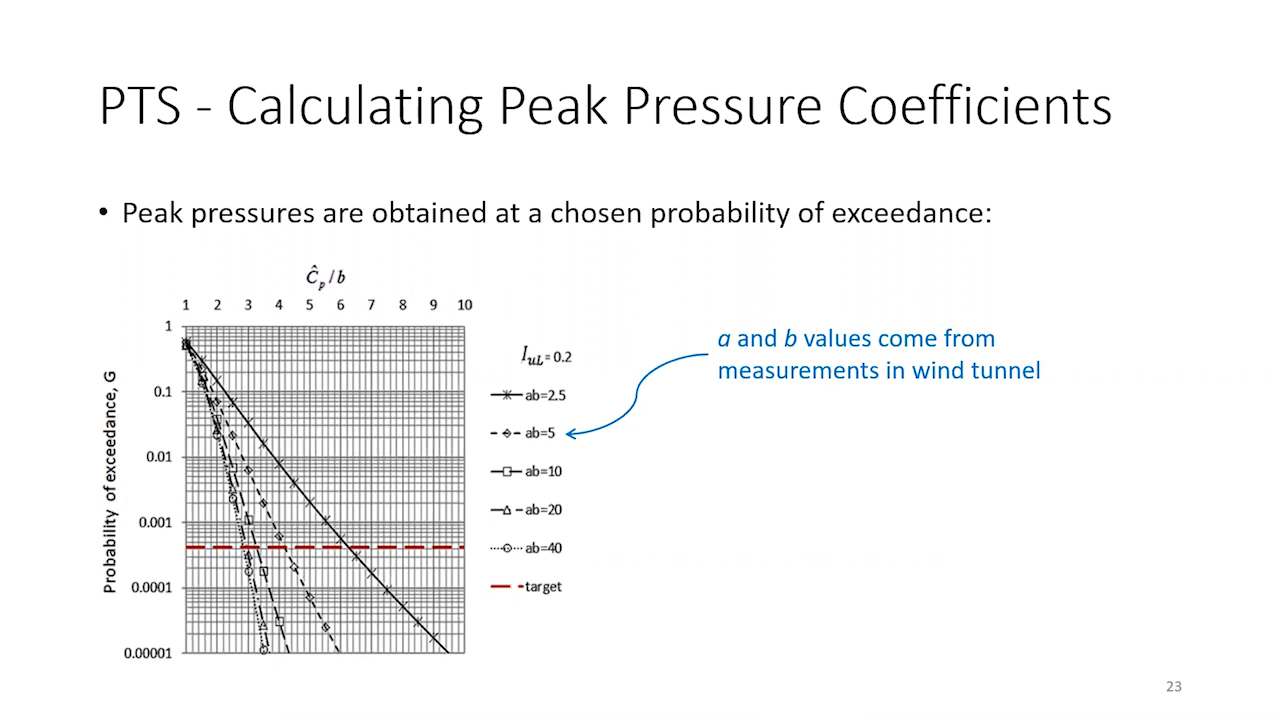 PTS - Calculating Peak Pressure Coefficients
• Peak pressures are obtained at a chosen probability of exceedance:
Ĉp / b
1 2 3 4 5 6 7 8 9 10
1
0.1
0.01
0.001
0.0001
0.00001
Probability of exceedance, G
IuL = 0.2
ab=2.5
ab=5
ab=10
ab=20
ab=40
target
a and b values come from
measurements in wind tunnel
23